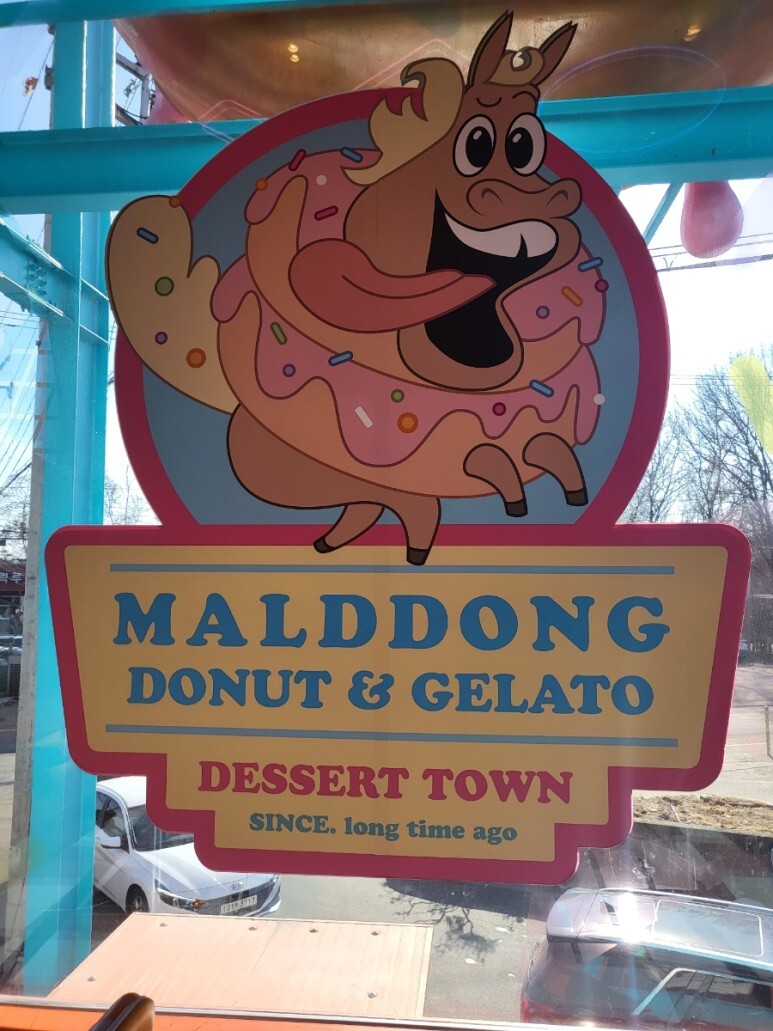 MALDDONG
DONUT & GELATO
DESSERT TOWN
SINCE. long time ago